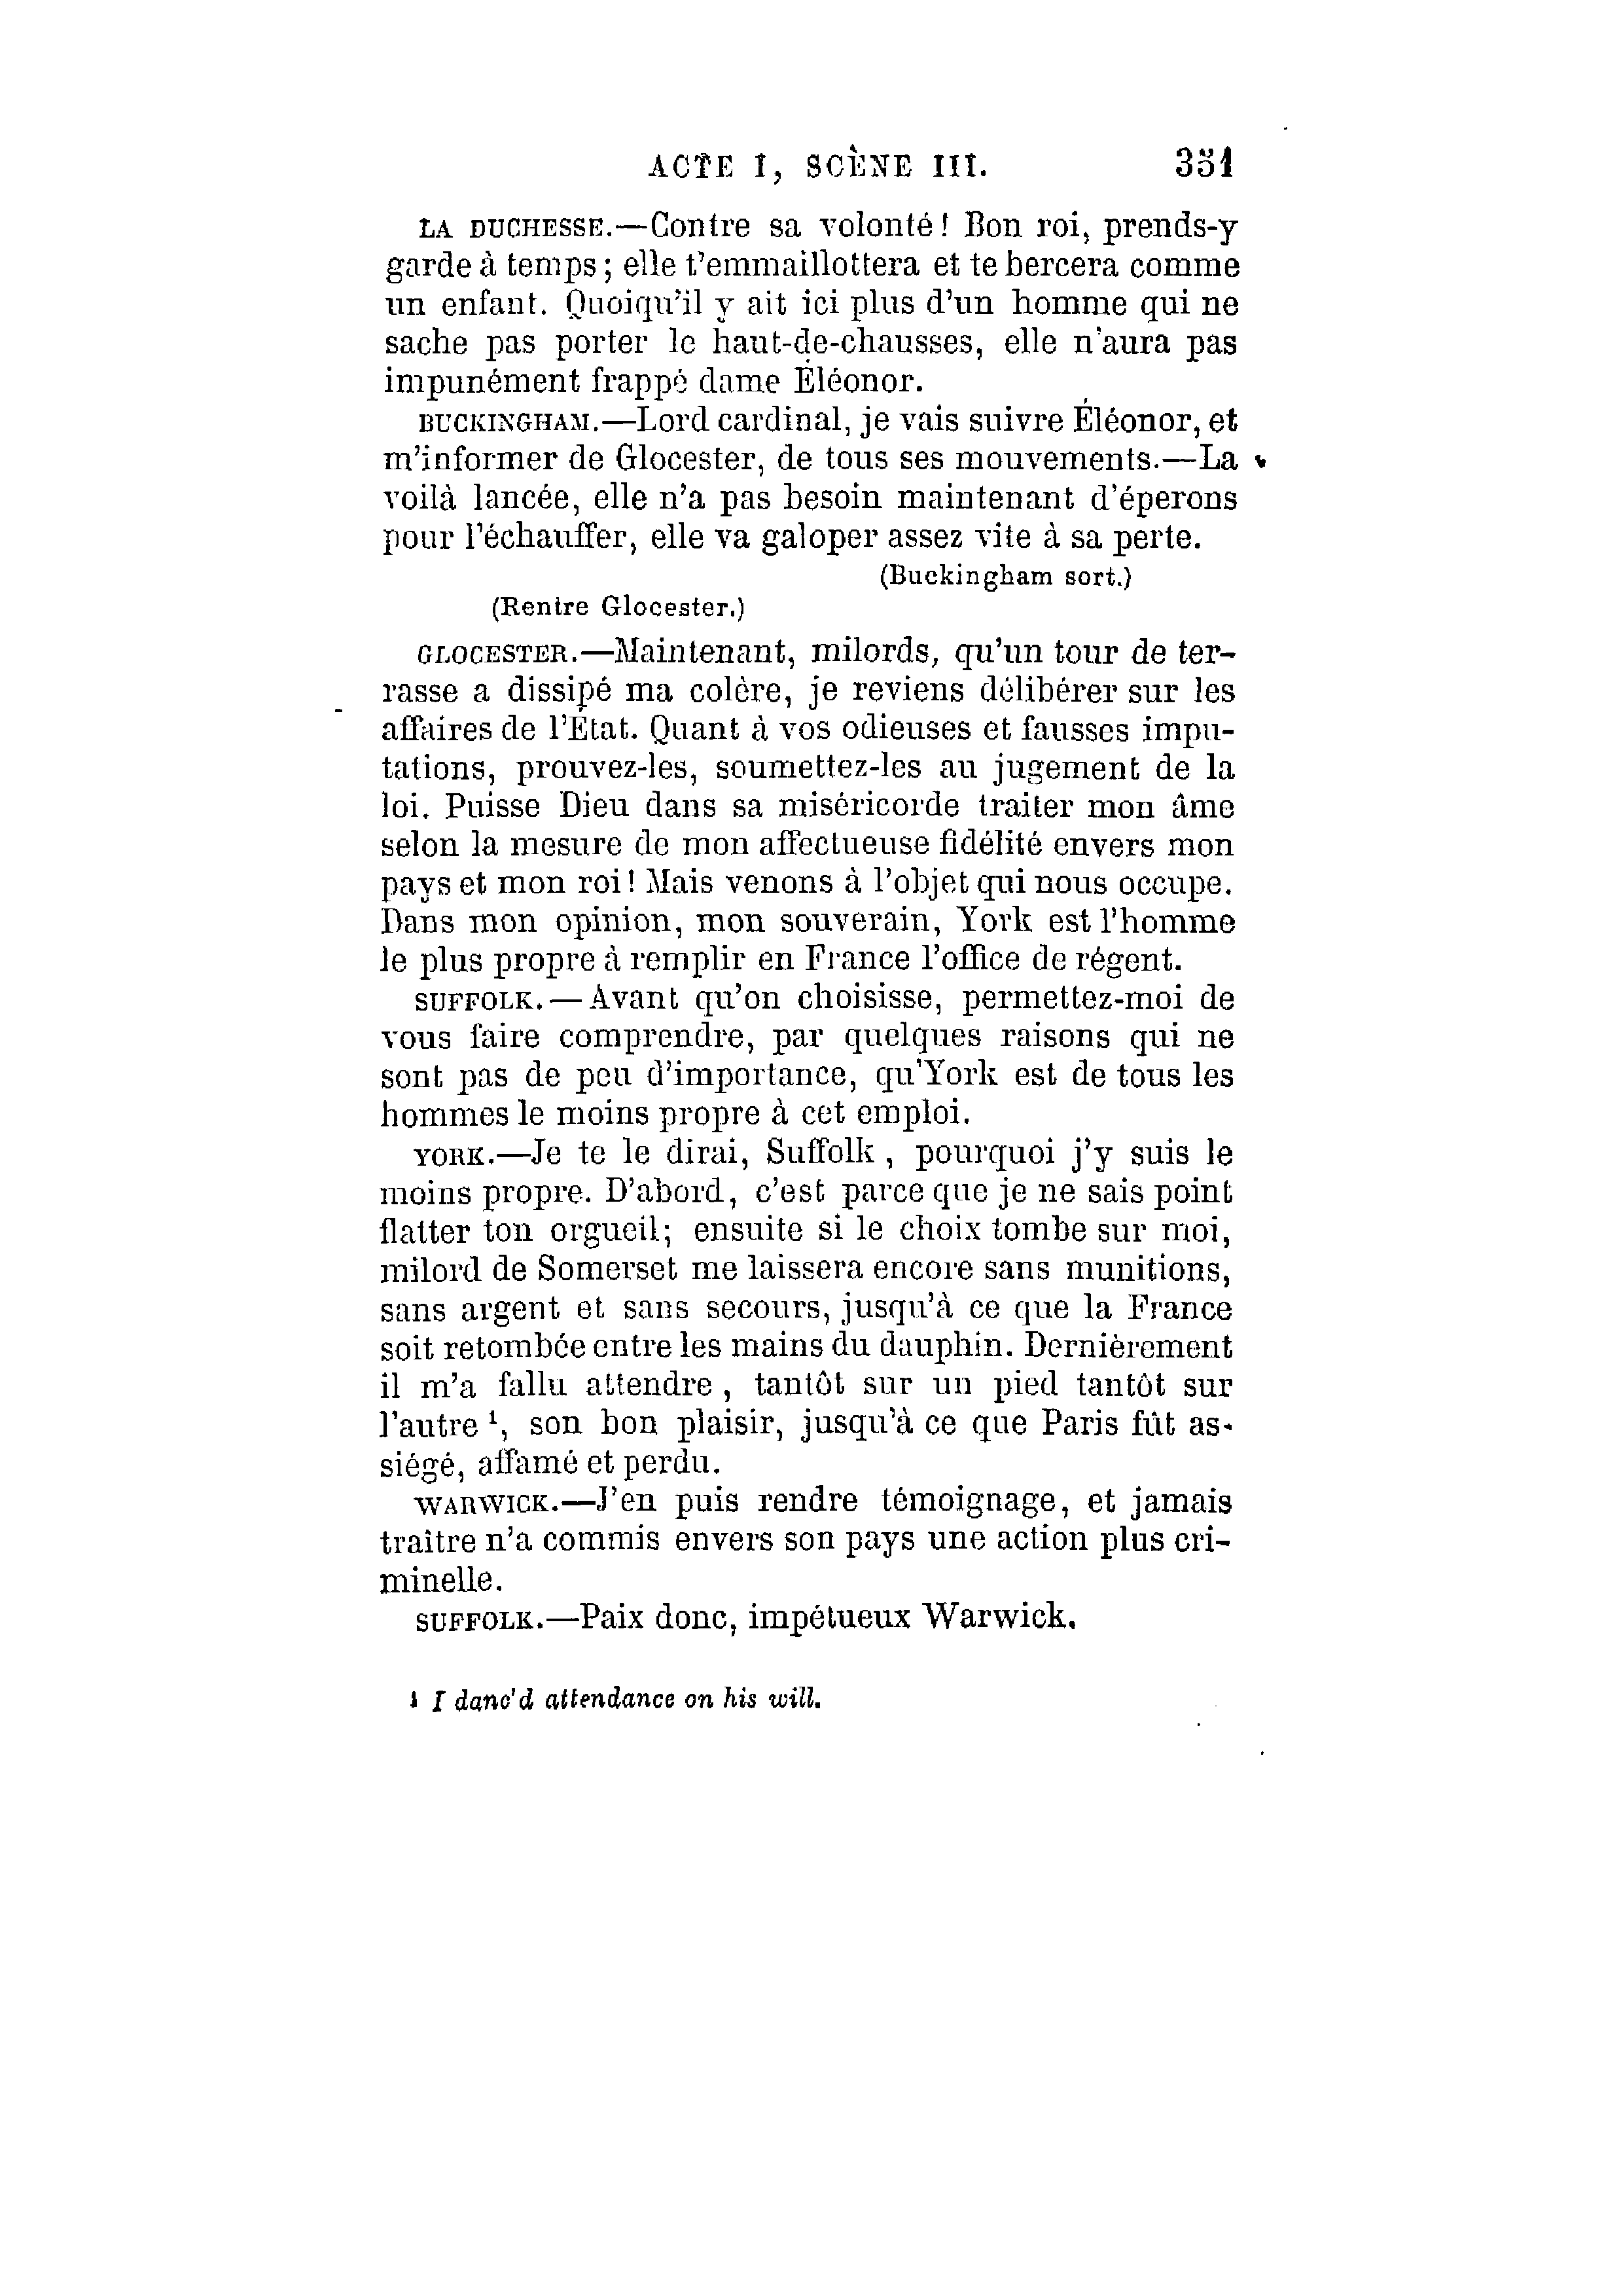 ACTE I, SCÈNE III. 331
LA DUCHESSE.—Contre sa volonté! Bon roi, prends-y
garde à temps; elle t'emmaillottera et te bercera comme
un enfant. Quoiqu'il y ait ici plus d'un homme qui ne
sache pas porter le haut-de-chausses, elle n'aura pas
impunément frappé dame Éléonor.
BUCKINGHAM.—Lord cardinal, je vais suivre Éléonor, et
m'informer de Glocester, de tous ses mouvements.—La
voilà lancée, elle n'a pas besoin maintenant d'éperons
pour l'échauffer, elle va galoper assez vite à sa perte.
(Buckingham sort.)
(Rentre Glocester.)
GLOCESTER.—Maintenant, milords, qu'un tour de ter-
rasse a dissipé ma colère, je reviens délibérer sur les
affaires de l'État. Quant à vos odieuses et fausses impu-
tations, prouvez-les, soumettez-les au jugement de la
loi. Puisse Dieu dans sa miséricorde traiter mon âme
selon la mesure de mon affectueuse fidélité envers mon
pays et mon roi! Mais venons à l'objet qui nous occupe.
Dans mon opinion, mon souverain, York est l'homme
le plus propre à remplir en France l'office de régent.
SUFFOLK.—Avant qu'on choisisse, permettez-moi de
vous faire comprendre, par quelques raisons qui ne
sont pas de peu d'importance, qu'York est de tous les
hommes le moins propre à cet emploi.
YORK.—Je te le dirai, Suffolk, pourquoi j'y suis le
moins propre. D'abord, c'est parce que je ne sais point
flatter ton orgueil; ensuite si le choix tombe sur moi,
milord de Somerset me laissera encore sans munitions,
sans argent et sans secours, jusqu'à ce que la France
soit retombée entre les mains du dauphin. Dernièrement
il m'a fallu attendre, tantôt sur un pied tantôt sur
l'autre ¹, son bon plaisir, jusqu'à ce que Paris fût as-
siégé, affamé et perdu.
WARWICK.—J'en puis rendre témoignage, et jamais
traître n'a commis envers son pays une action plus cri-
minelle.
SUFFOLK.—Paix donc, impétueux Warwick.
¹ I danc'd attendance on his will.